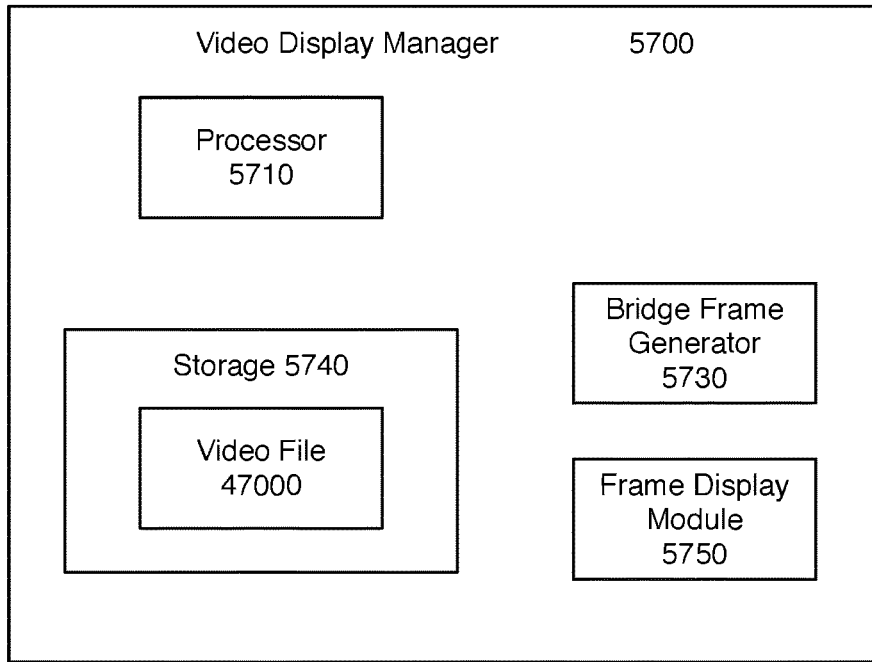 Video Display Manager 5700
Processor
5710
Bridge Frame
Generator
5730
Storage 5740
Video File
47000
Frame Display
Module
5750